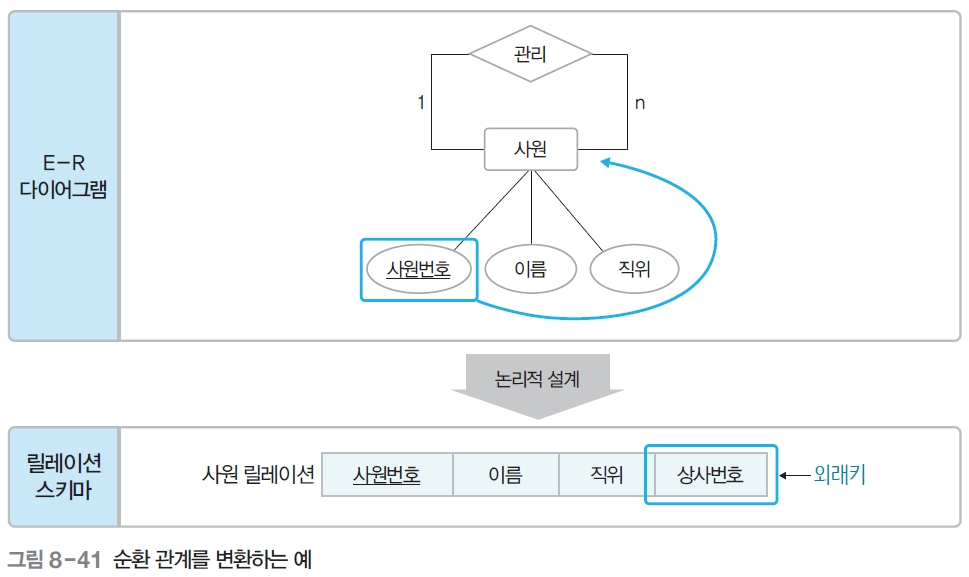 E-R
다이어그램
관리
1
n
사원
사원번호
이름
직위
논리적 설계
릴레이션
스키마
사원 릴레이션
사원번호
이름
직위
상사번호
외래키
그림 8-41 순환 관계를 변환하는 예